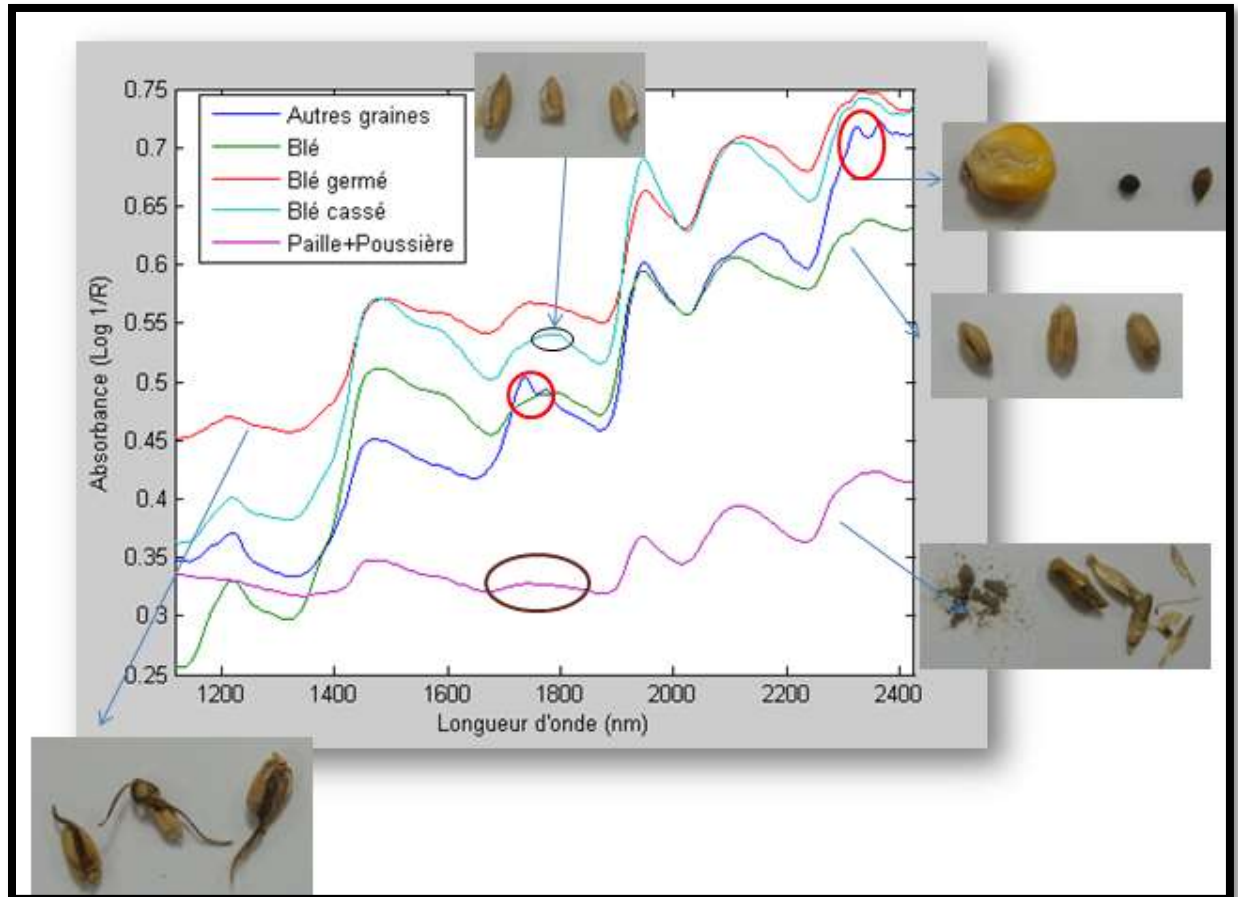 0.75
0.7
0.65
0.6
0.55
0.5
0.45
0.4
0.35
0.3
0.25
Absorbance (Log 1/R)
Autres graines
Blé
Blé germé
Blé cassé
Paille+Poussière
1200 1400 1600 1800 2000 2200 2400
Longueur d'onde (nm)